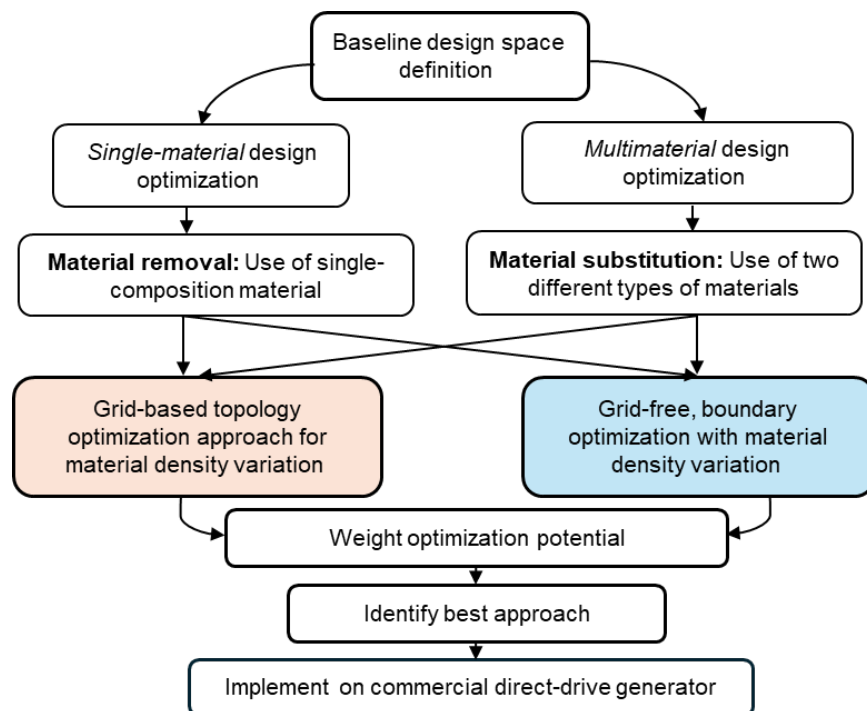 Baseline design space
definition
Single-material design
optimization
Multimaterial design
optimization
Material removal: Use of single-
composition material
Material substitution: Use of two
different types of materials
Grid-based topology
optimization approach for
material density variation
Grid-free, boundary
optimization with material
density variation
Weight optimization potential
Identify best approach
Implement on commercial direct-drive generator